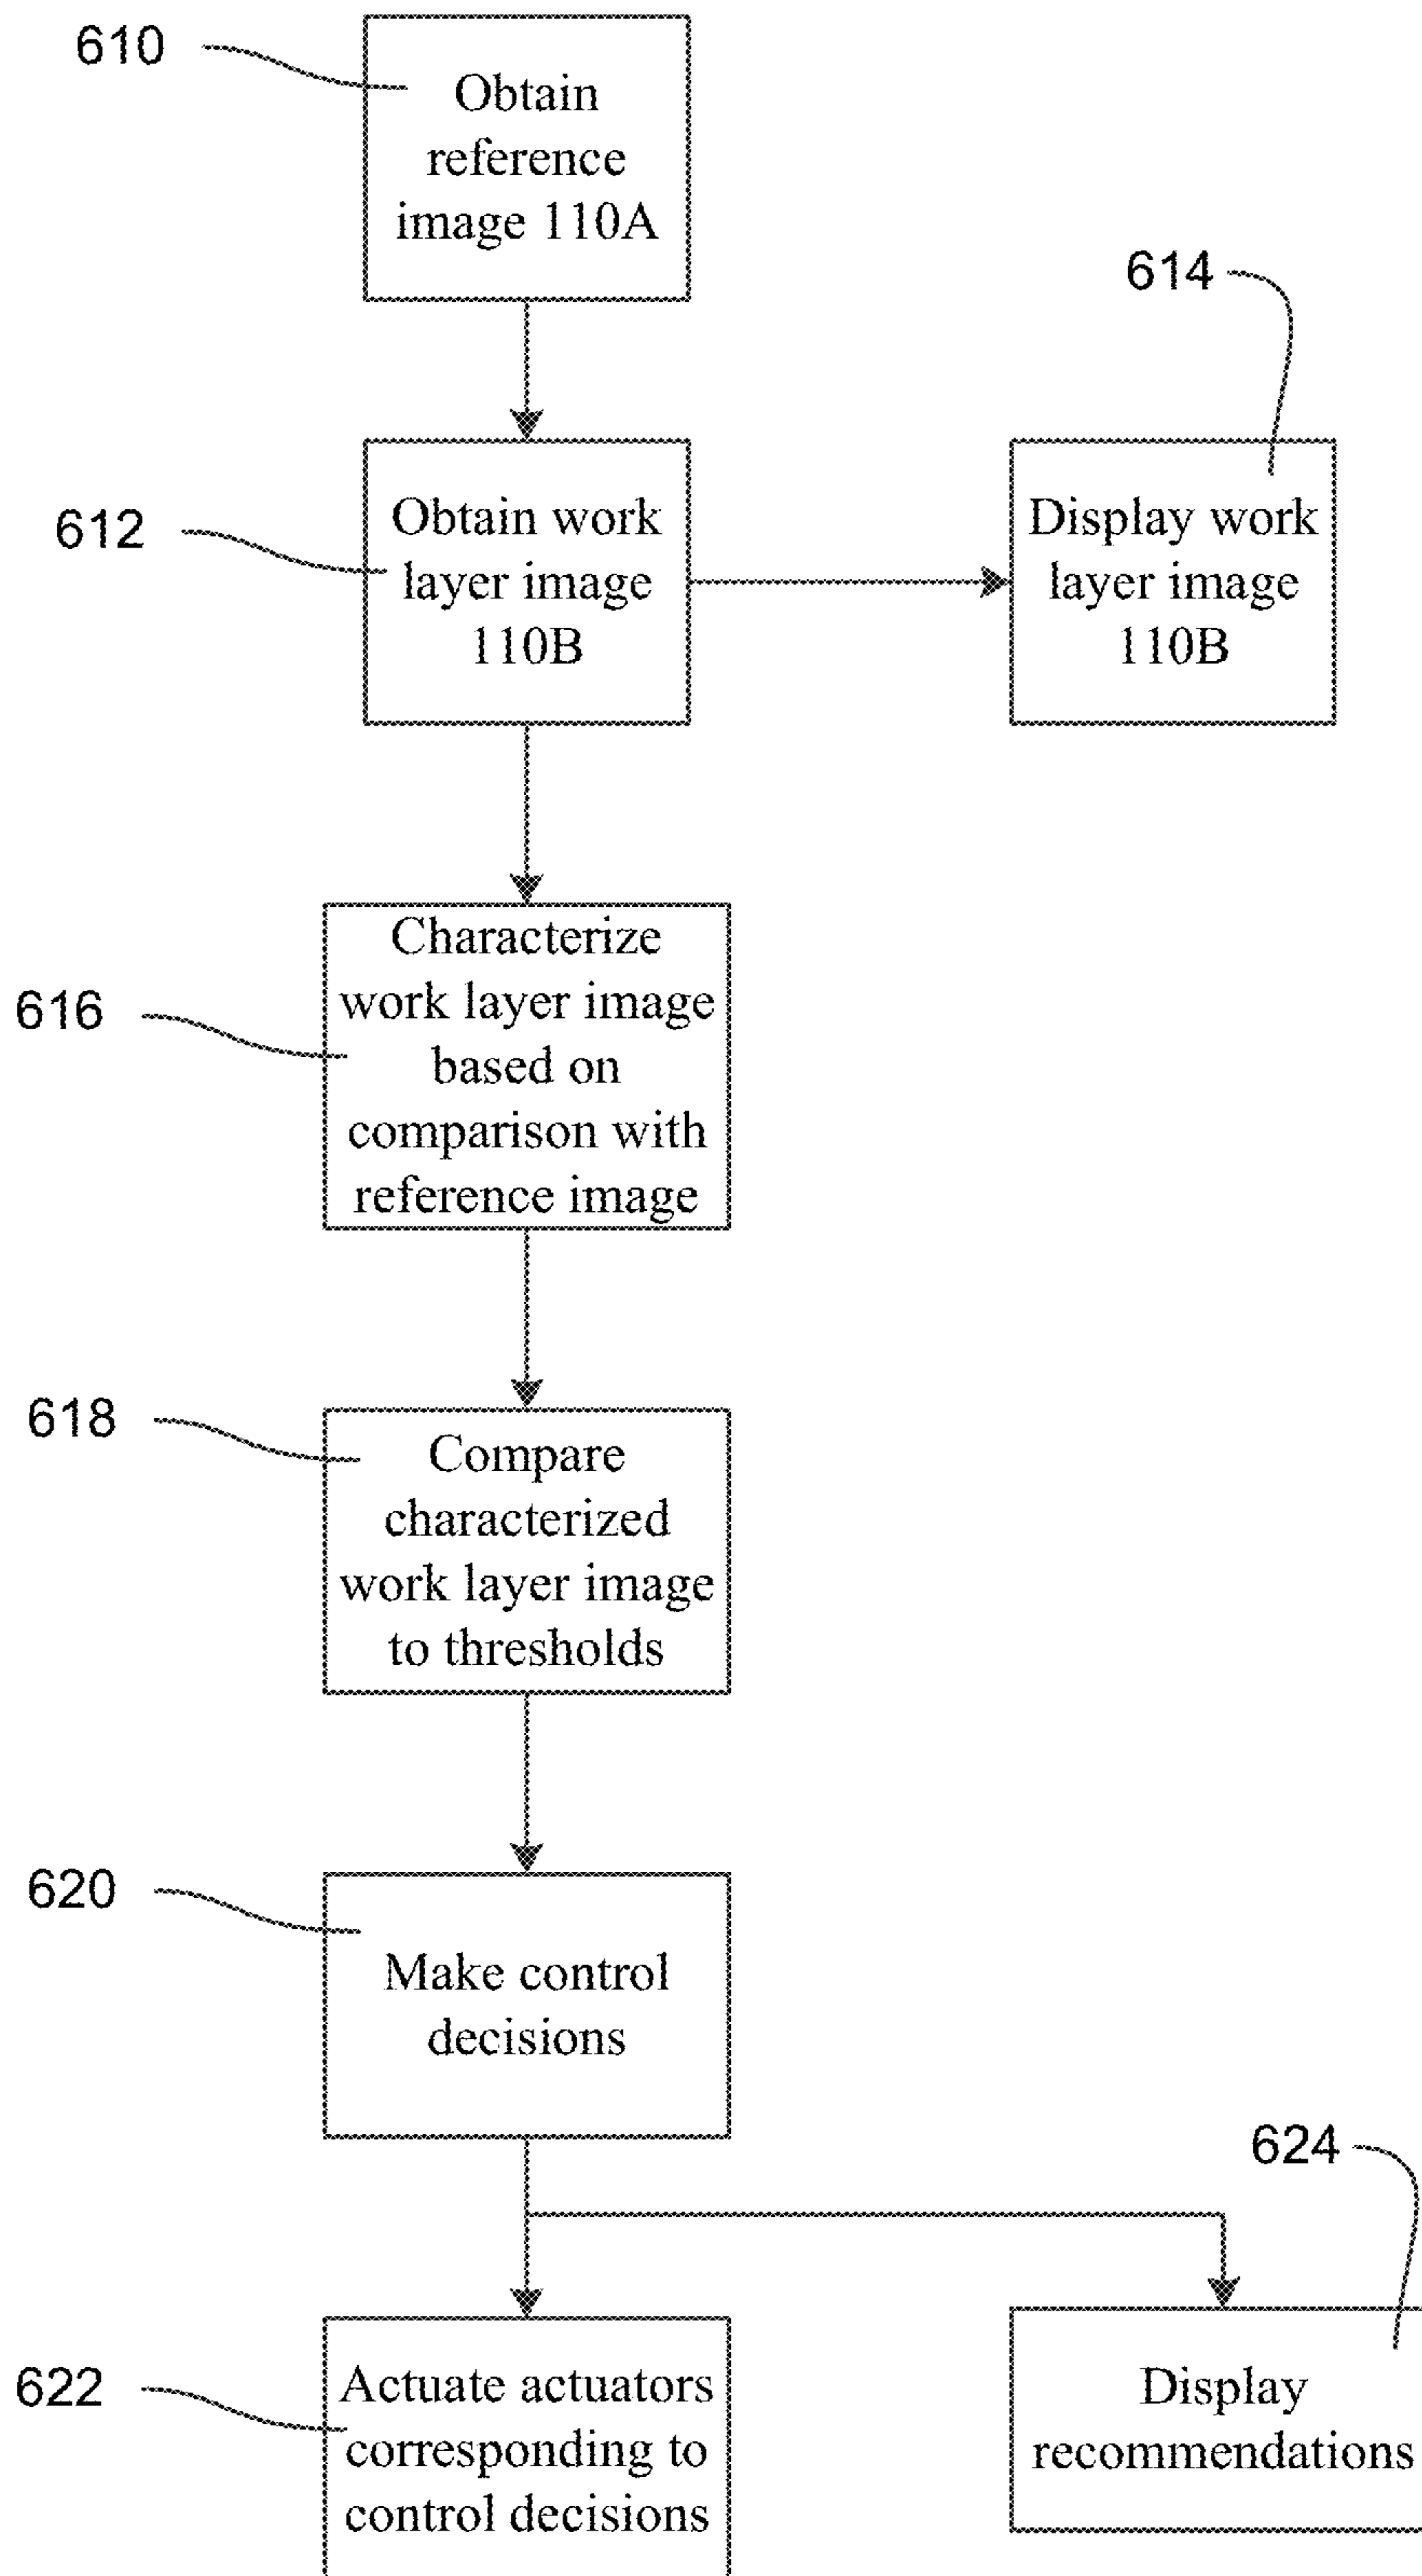 610
Obtain
reference
image 110A
614
612
Obtain work
layer image
110B
Display work
layer image
110B
616
Characterize
work layer image
based on
comparison with
reference image
618
Compare
characterized
work layer image
to thresholds
620
Make control
decisions
624
622
Actuate actuators
corresponding to
control decisions
Display
recommendations